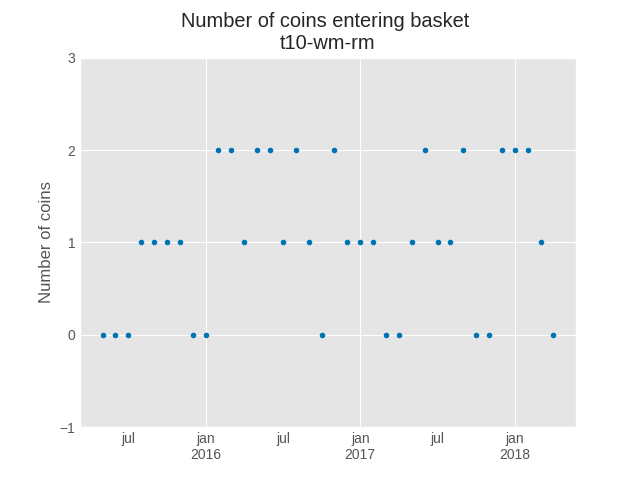 Number of coins entering basket
t10-wm-rm
Number of coins
3
2
1
0
−1
jul
jan
2016
jul
jan
2017
jul
jan
2018